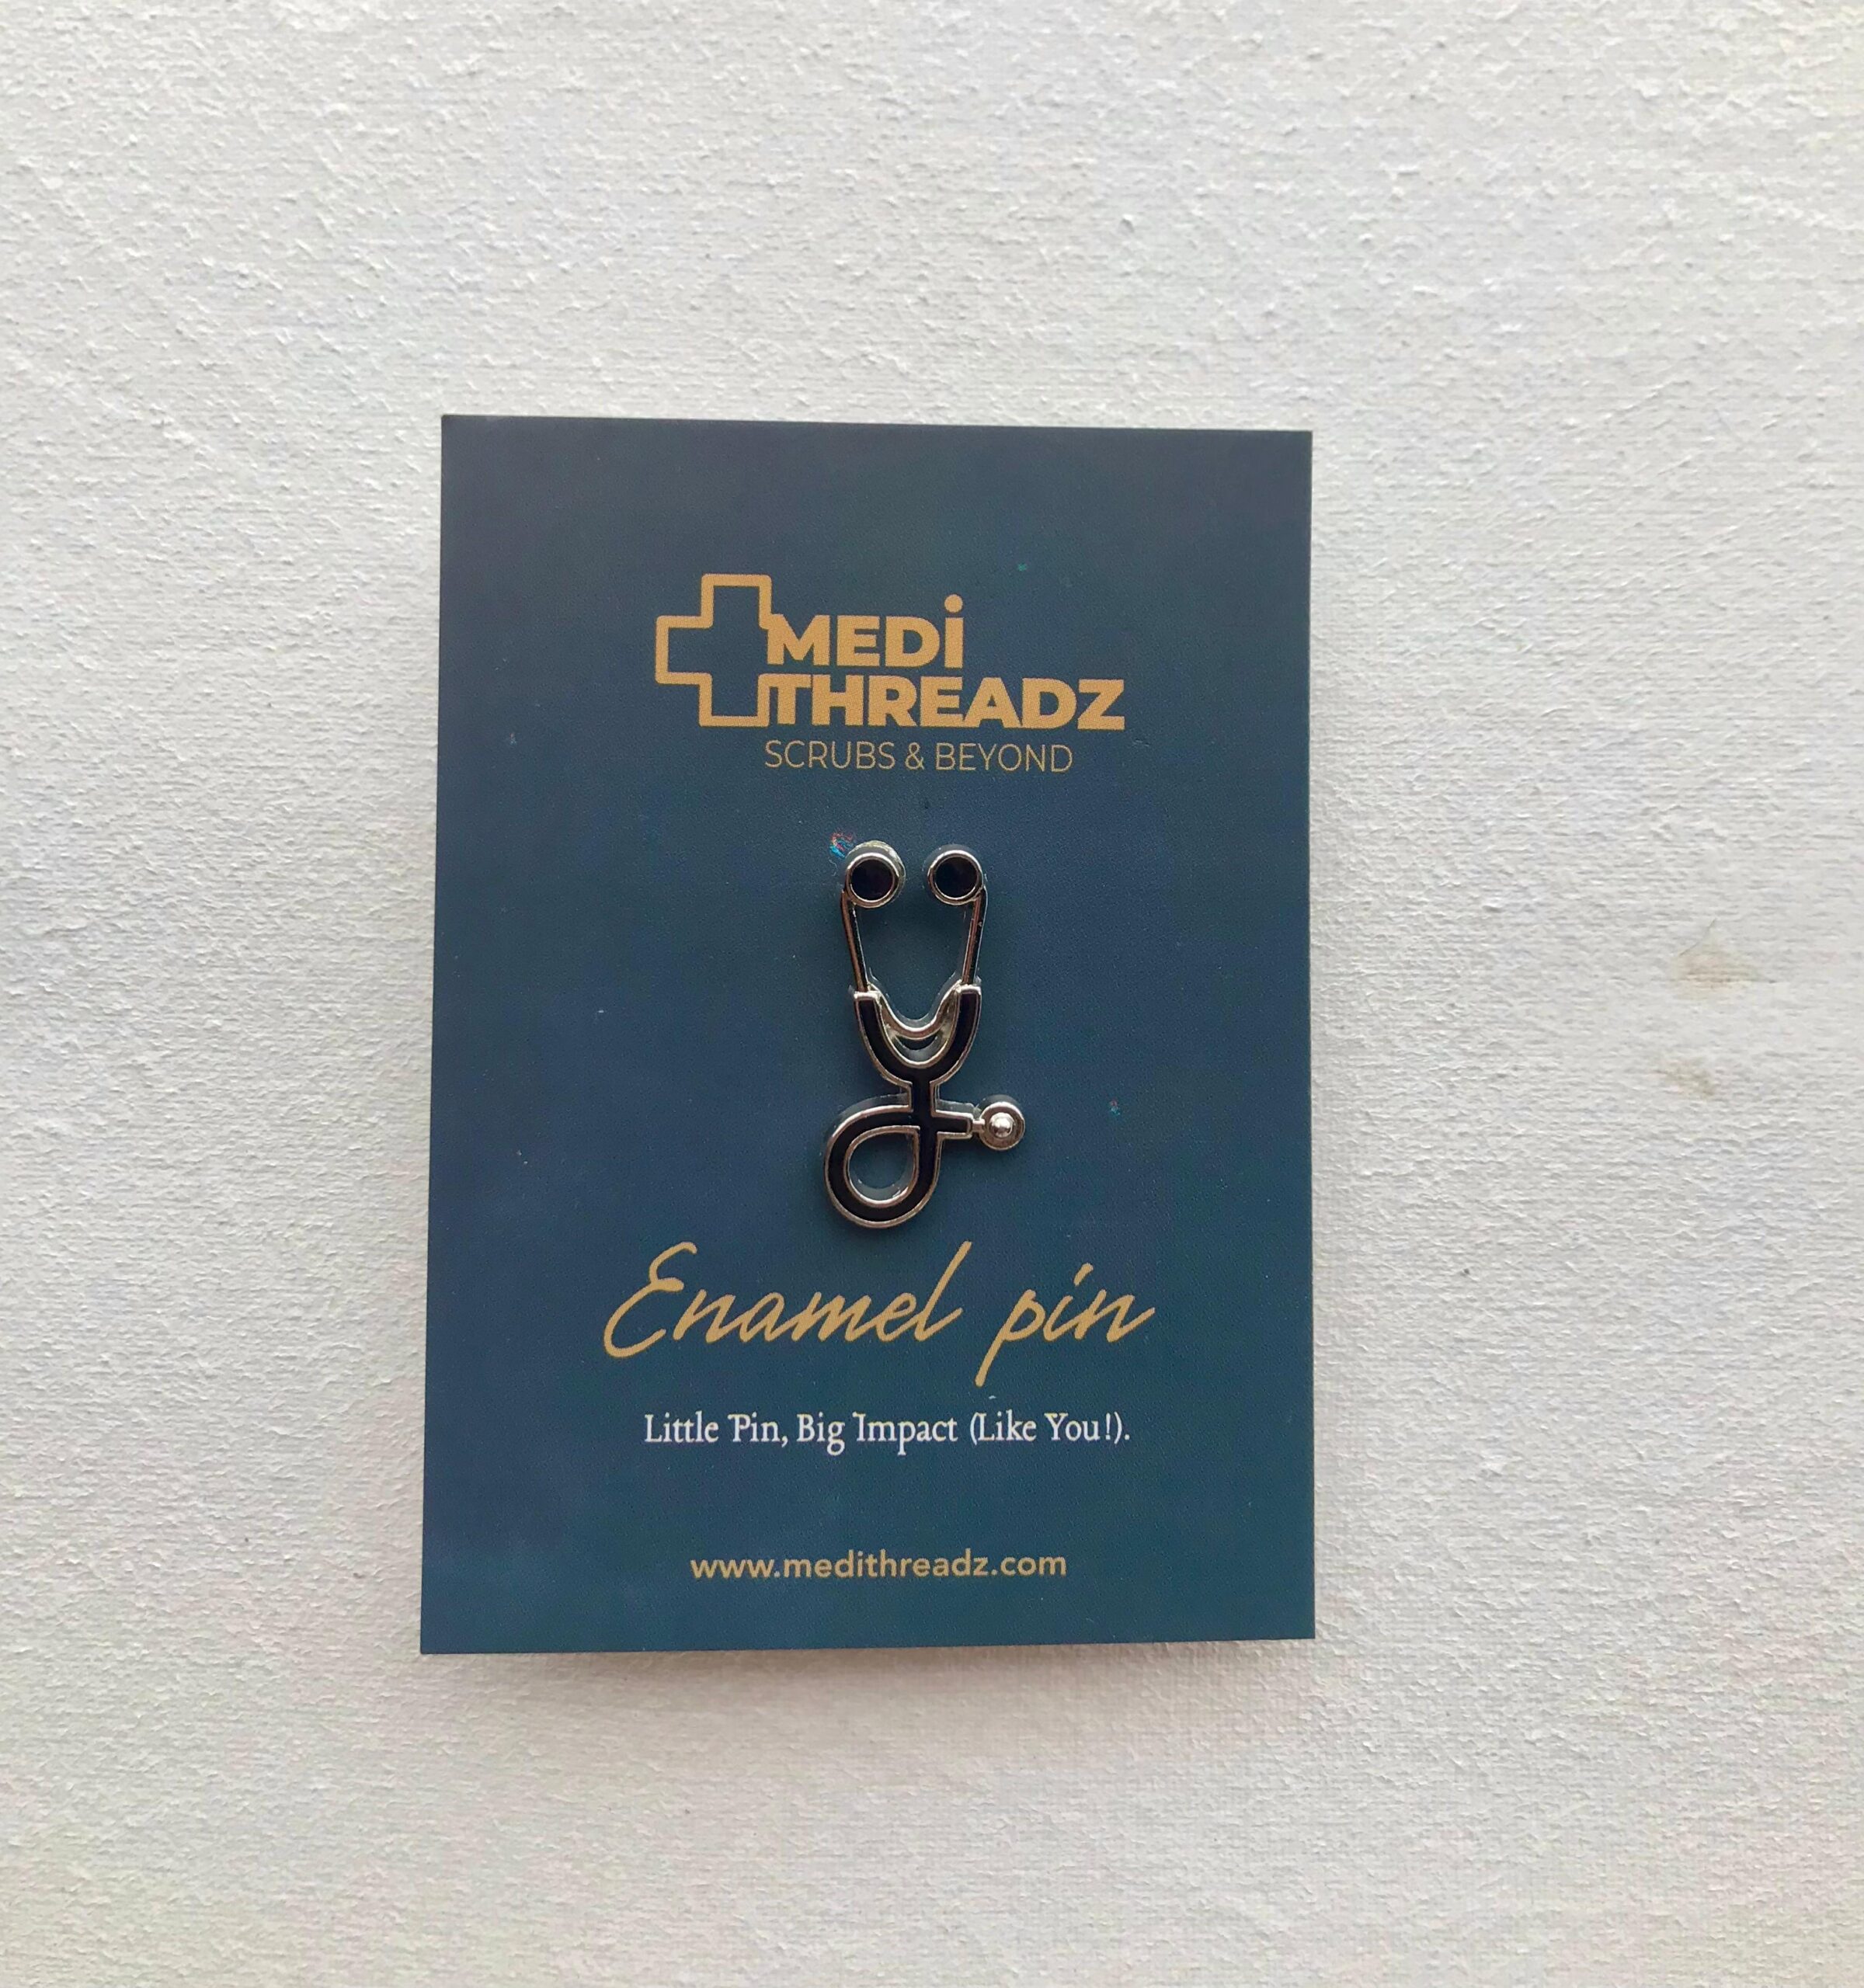 MEDi
THREADZ
SCRUBS & BEYOND
Enamel pin
Little Pin, Big Impact (Like You!).
www.medithreadz.com